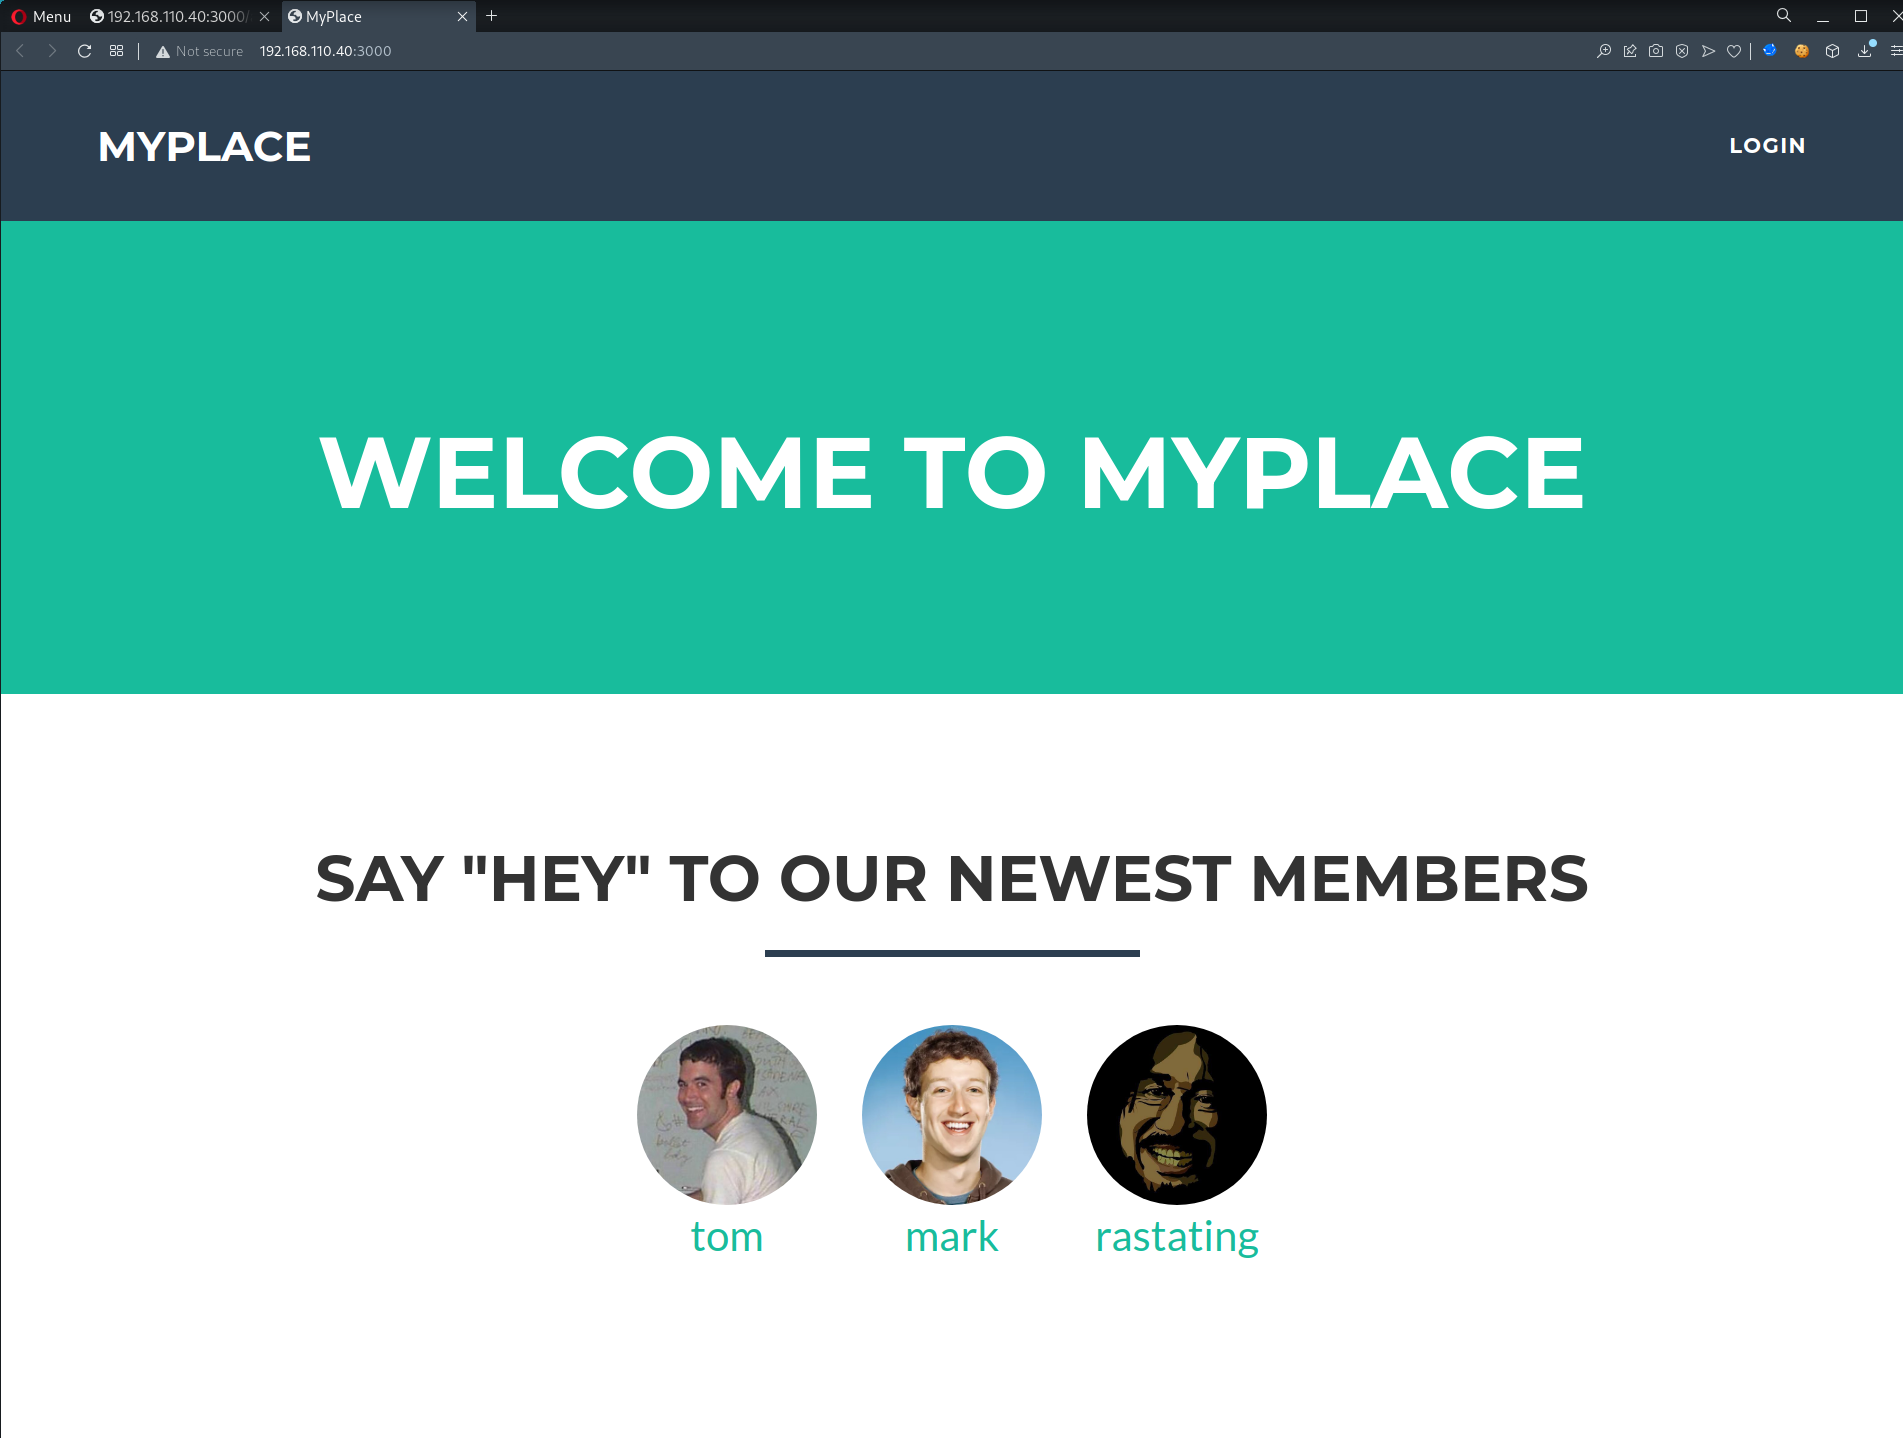 Menu
192.168.110.40:3000/
MyPlace
Not secure
192.168.110.40:3000
MYPLACE
LOGIN
WELCOME TO MYPLACE
SAY "HEY" TO OUR NEWEST MEMBERS
tom
mark
rastating